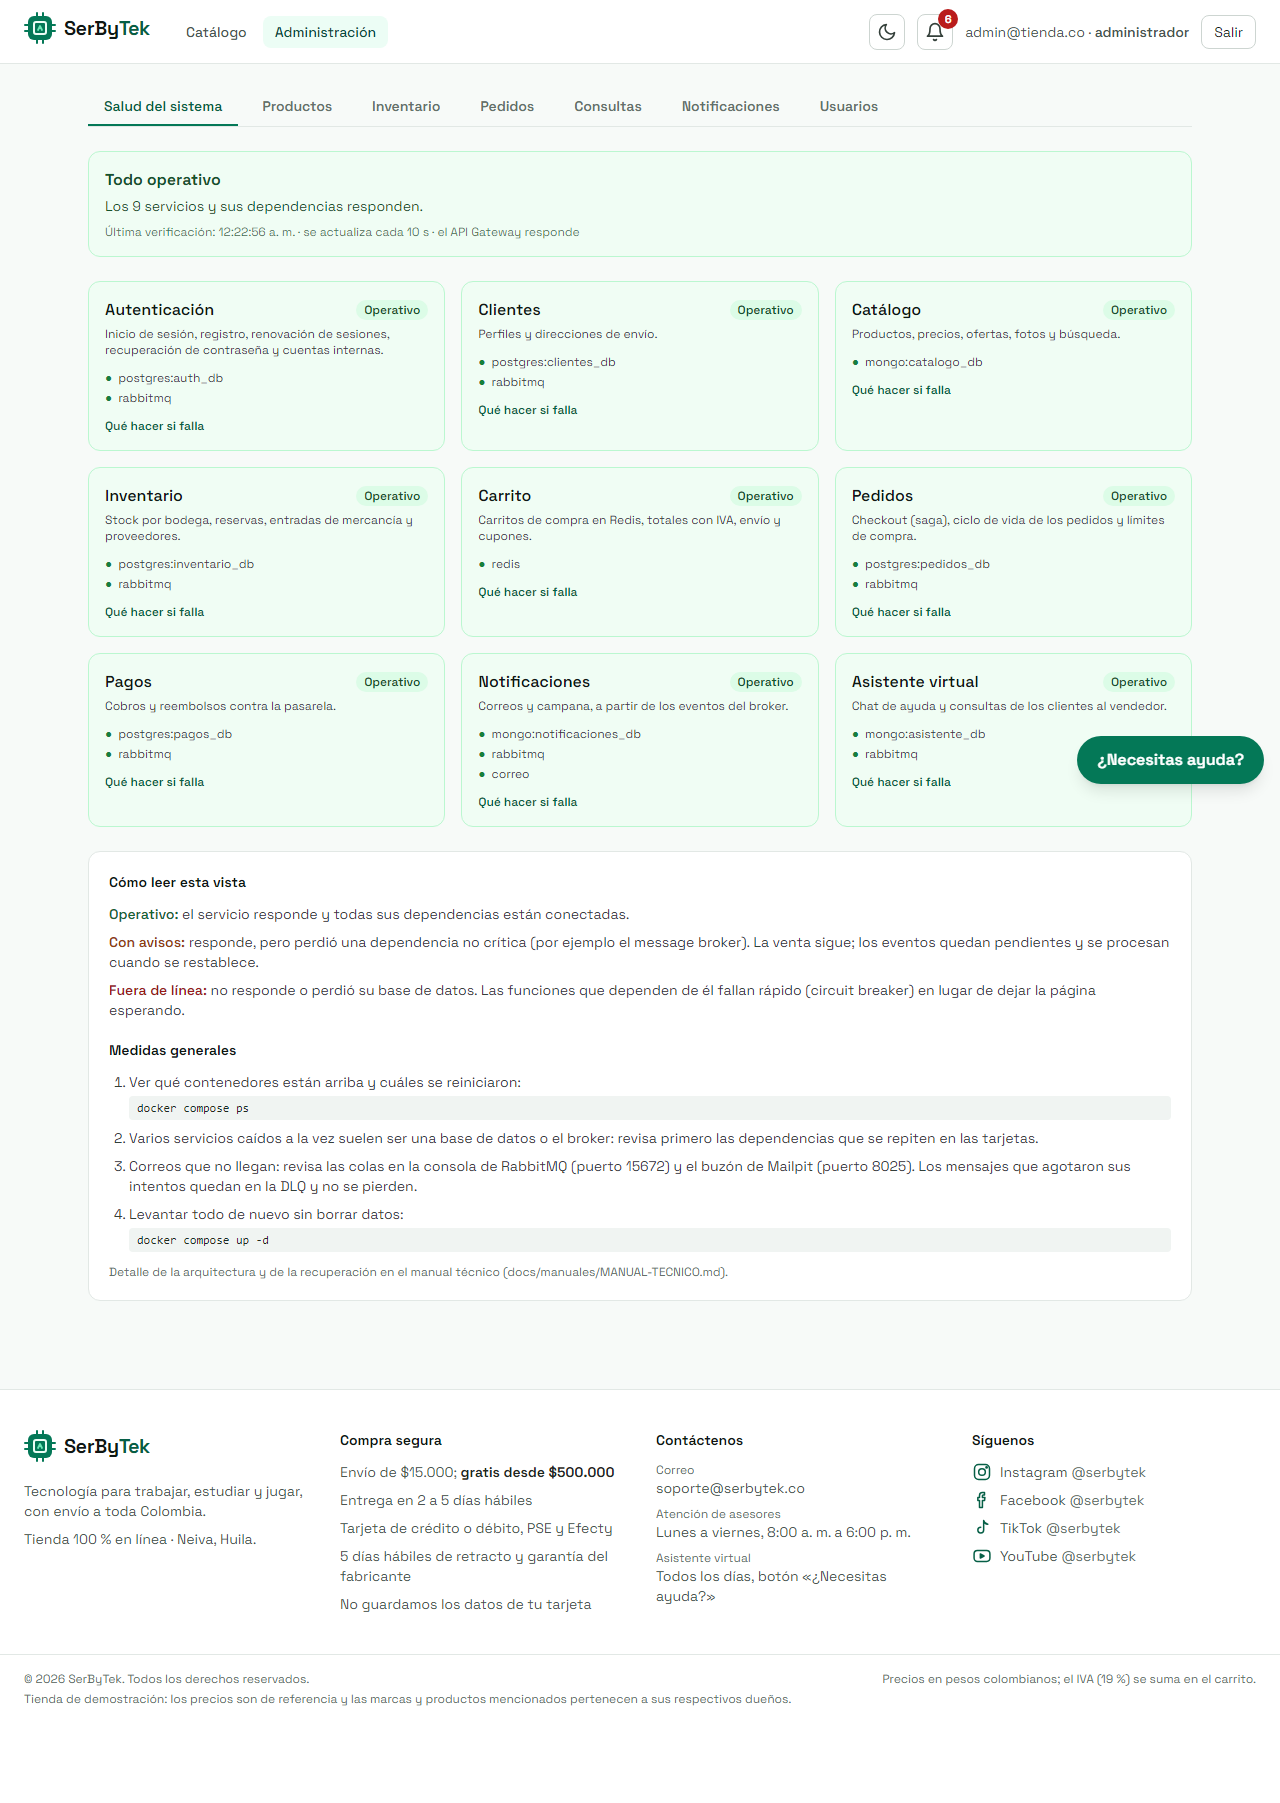 SerByTek
Catálogo
Administración
6
admin@tienda.co · administrador
Salir
Salud del sistema
Productos
Inventario
Pedidos
Consultas
Notificaciones
Usuarios
Todo operativo
Los 9 servicios y sus dependencias responden.
Última verificación: 12:22:56 a. m. · se actualiza cada 10 s · el API Gateway responde
Autenticación
Operativo
Inicio de sesión, registro, renovación de sesiones,
recuperación de contraseña y cuentas internas.
● postgres:auth_db
● rabbitmq
Qué hacer si falla
Clientes
Operativo
Perfiles y direcciones de envío.
● postgres:clientes_db
● rabbitmq
Qué hacer si falla
Catálogo
Operativo
Productos, precios, ofertas, fotos y búsqueda.
● mongo:catalogo_db
Qué hacer si falla
Inventario
Operativo
Stock por bodega, reservas, entradas de mercancía y
proveedores.
● postgres:inventario_db
● rabbitmq
Qué hacer si falla
Carrito
Operativo
Carritos de compra en Redis, totales con IVA, envío y
cupones.
● redis
Qué hacer si falla
Pedidos
Operativo
Checkout (saga), ciclo de vida de los pedidos y límites
de compra.
● postgres:pedidos_db
● rabbitmq
Qué hacer si falla
Pagos
Operativo
Cobros y reembolsos contra la pasarela.
● postgres:pagos_db
● rabbitmq
Qué hacer si falla
Notificaciones
Operativo
Correos y campana, a partir de los eventos del broker.
● mongo:notificaciones_db
● rabbitmq
● correo
Qué hacer si falla
Asistente virtual
Operativo
Chat de ayuda y consultas de los clientes al vendedor.
● mongo:asistente_db
● rabbitmq
Qué hacer si falla
¿Necesitas ayuda?
Cómo leer esta vista
Operativo: el servicio responde y todas sus dependencias están conectadas.
Con avisos: responde, pero perdió una dependencia no crítica (por ejemplo el message broker). La venta sigue; los eventos quedan pendientes y se procesan
cuando se restablece.
Fuera de línea: no responde o perdió su base de datos. Las funciones que dependen de él fallan rápido (circuit breaker) en lugar de dejar la página
esperando.
Medidas generales
1. Ver qué contenedores están arriba y cuáles se reiniciaron:
docker compose ps
2. Varios servicios caídos a la vez suelen ser una base de datos o el broker: revisa primero las dependencias que se repiten en las tarjetas.
3. Correos que no llegan: revisa las colas en la consola de RabbitMQ (puerto 15672) y el buzón de Mailpit (puerto 8025). Los mensajes que agotaron sus
intentos quedan en la DLQ y no se pierden.
4. Levantar todo de nuevo sin borrar datos:
docker compose up -d
Detalle de la arquitectura y de la recuperación en el manual técnico (docs/manuales/MANUAL-TECNICO.md).
SerByTek
Tecnología para trabajar, estudiar y jugar,
con envío a toda Colombia.
Tienda 100 % en línea · Neiva, Huila.
Compra segura
Envío de $15.000; gratis desde $500.000
Entrega en 2 a 5 días hábiles
Tarjeta de crédito o débito, PSE y Efecty
5 días hábiles de retracto y garantía del
fabricante
No guardamos los datos de tu tarjeta
Contáctenos
Correo
soporte@serbytek.co
Atención de asesores
Lunes a viernes, 8:00 a. m. a 6:00 p. m.
Asistente virtual
Todos los días, botón «¿Necesitas
ayuda?»
Síguenos
Instagram @serbytek
Facebook @serbytek
TikTok @serbytek
YouTube @serbytek
© 2026 SerByTek. Todos los derechos reservados.
Precios en pesos colombianos; el IVA (19 %) se suma en el carrito.
Tienda de demostración: los precios son de referencia y las marcas y productos mencionados pertenecen a sus respectivos dueños.